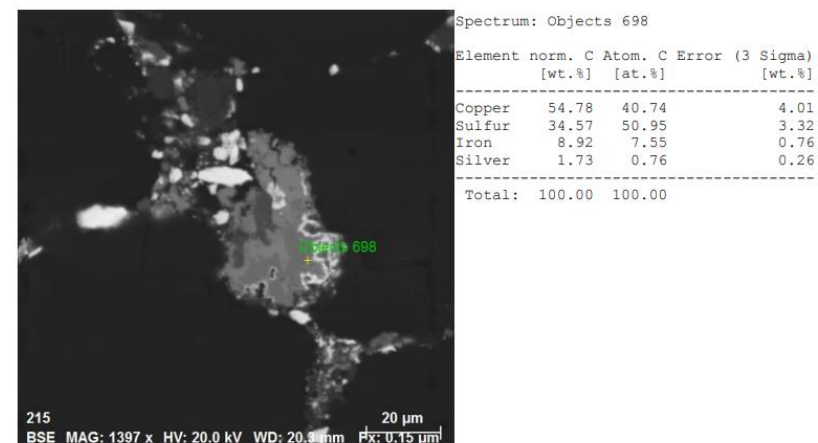 Spectrum: Objects 698
Element norm. C Atom. C Error (3 Sigma)
[wt.%] [at.%] [wt.%]
Copper 54.78 40.74 4.01
Sulfur 34.57 50.95 3.32
Iron 8.92 7.55 0.76
Silver 1.73 0.76 0.26
Total: 100.00 100.00
Objects 698
215
20 µm
BSE MAG: 1397 x HV: 20.0 kV WD: 20.3 mm Px: 0.15 µm